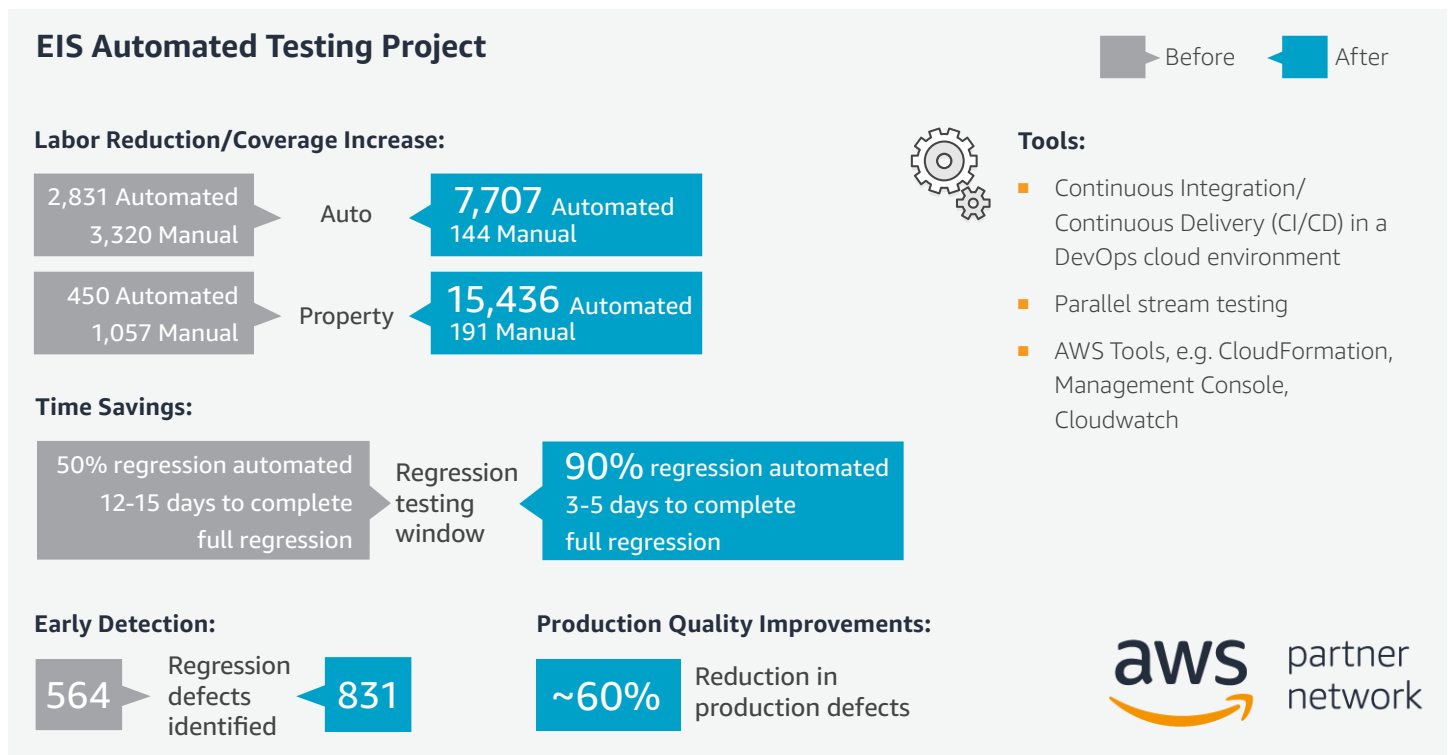 EIS Automated Testing Project
Before
After
Labor Reduction/Coverage Increase:
2,831 Automated
3,320 Manual
Auto
7,707 Automated
144 Manual
450 Automated
1,057 Manual
Property
15,436 Automated
191 Manual
Time Savings:
50% regression automated
12-15 days to complete
full regression
Regression
testing
window
90% regression automated
3-5 days to complete
full regression
Early Detection:
564
Regression
defects
identified
831
Production Quality Improvements:
~60%
Reduction in
production defects
Tools:
Continuous Integration/
Continuous Delivery (CI/CD) in a
DevOps cloud environment
Parallel stream testing
AWS Tools, e.g. CloudFormation,
Management Console,
Cloudwatch
aws
partner
network